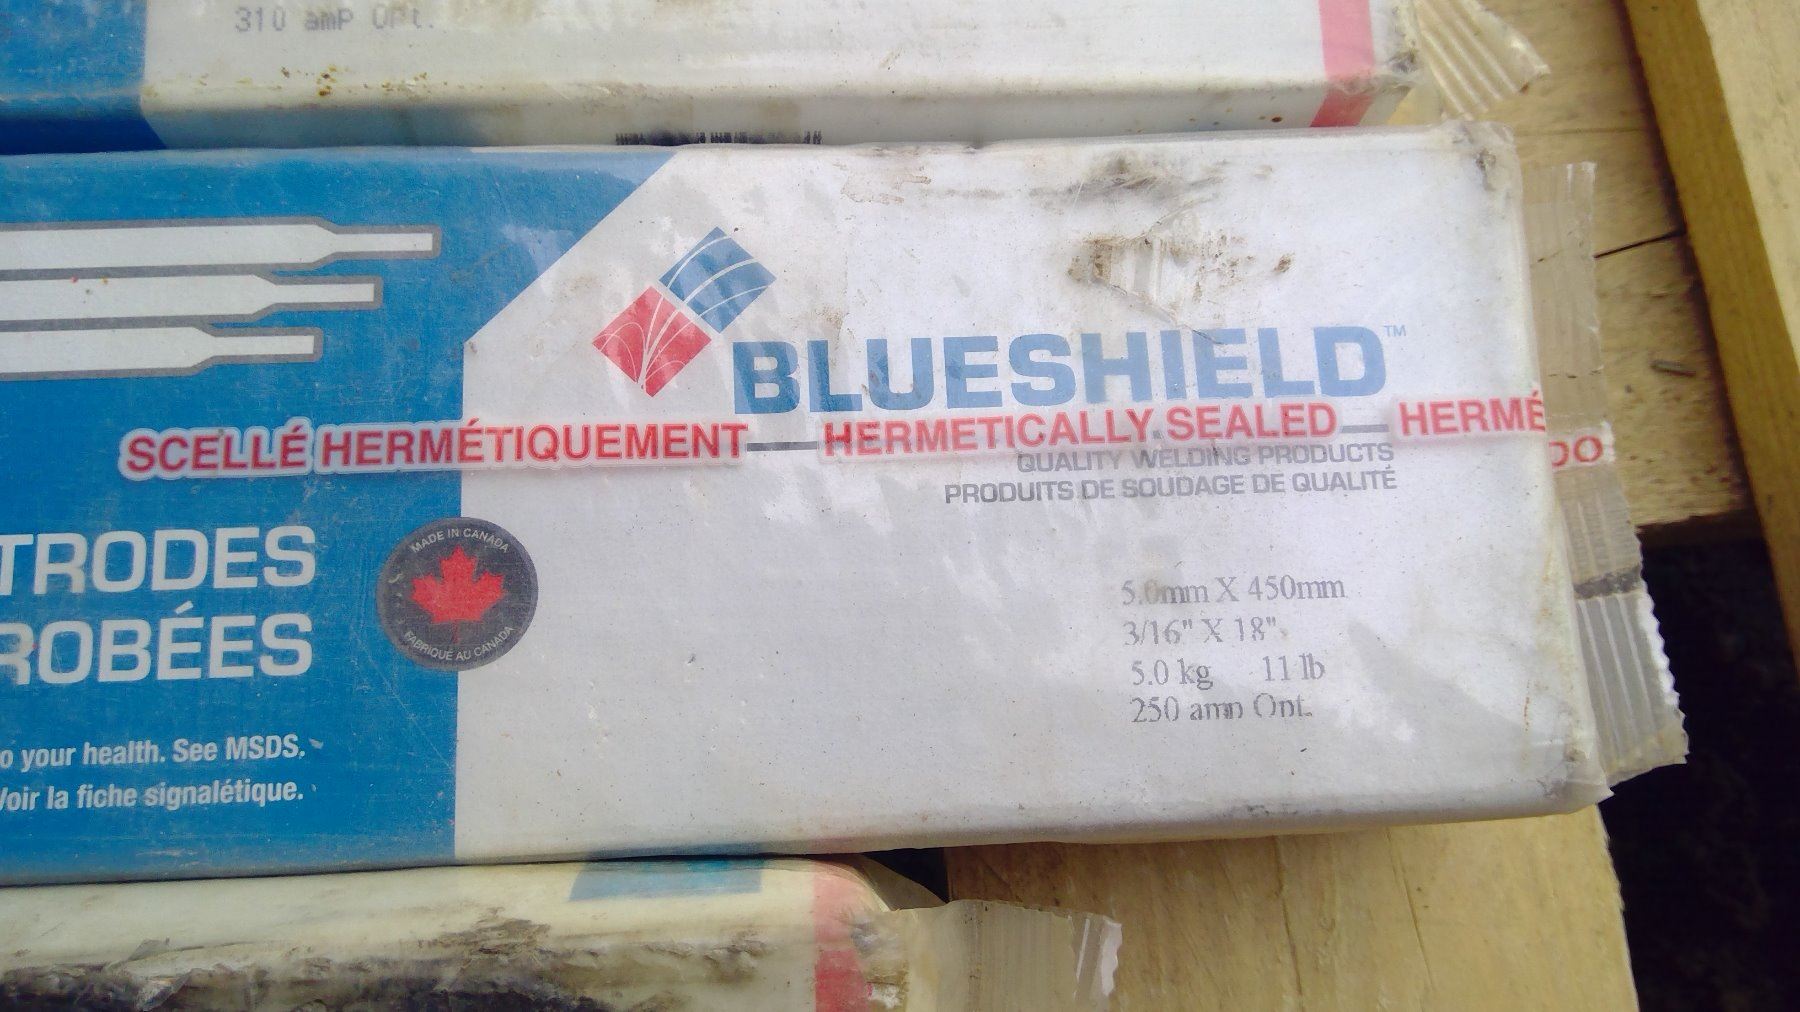 310 amP Opt.
BLUESHIELD™
SCELLÉ HERMÉTIQUEMENT — HERMETICALLY SEALED — HERMÉ
DO
QUALITY WELDING PRODUCTS
PRODUITS DE SOUDAGE DE QUALITÉ
TRODES
ROBÉES
MADE IN CANADA
FABRIQUÉ AU CANADA
5.0mm X 450mm
3/16" X 18"
5.0 kg 11 lb
250 amp Opt.
o your health. See MSDS.
Voir la fiche signalétique.